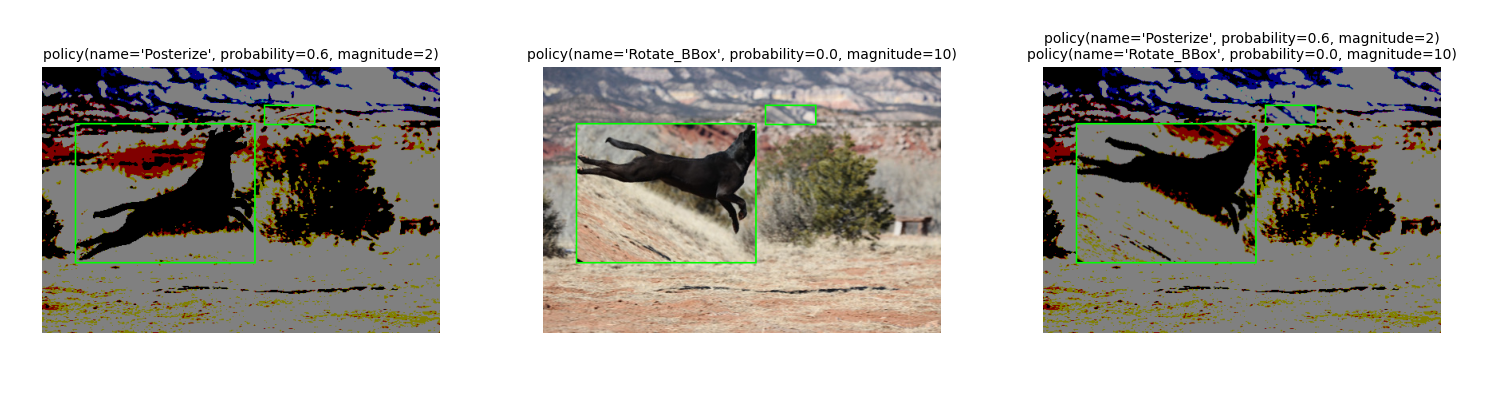 policy(name='Posterize', probability=0.6, magnitude=2)
policy(name='Rotate_BBox', probability=0.0, magnitude=10)
policy(name='Posterize', probability=0.6, magnitude=2)
policy(name='Rotate_BBox', probability=0.0, magnitude=10)